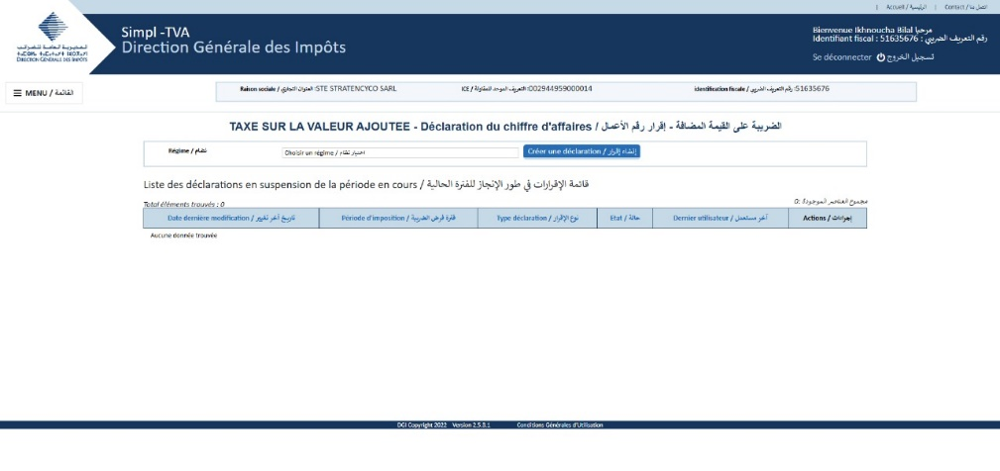 | Accueil / الرئيسية | Contact / اتصل بنا
Simpl -TVA
Direction Générale des Impôts
المديرية العامة للضرائب
DIRECTION GÉNÉRALE DES IMPÔTS
Bienvenue Ikhnoucha Bilal مرحبا
Identifiant fiscal : 51635676 : رقم التعريف الضريبي
Se déconnecter تسجيل الخروج
☰ MENU / القائمة
Raison sociale / العنوان التجاري :STE STRATENCYCO SARL
ICE / التعريف الموحد للمقاولة :002944959000014
identification fiscale / رقم التعريف الضريبي :51635676
TAXE SUR LA VALEUR AJOUTEE - Déclaration du chiffre d'affaires / الضريبة على القيمة المضافة - إقرار رقم الأعمال
Régime / نظام
Choisir un régime / اختيار نظام
Créer une déclaration / إنشاء إقرار
Liste des déclarations en suspension de la période en cours / قائمة الإقرارات في طور الإنجاز للفترة الحالية
Total éléments trouvés : 0
مجموع العناصر الموجودة :0
Date dernière modification / تاريخ آخر تغيير
Période d'imposition / فترة فرض الضريبة
Type déclaration / نوع الإقرار
Etat / حالة
Dernier utilisateur / آخر مستعمل
Actions / إجراءات
Aucune donnée trouvée
DGI Copyright 2022 Version 2.5.3.1 Conditions Générales d'Utilisation